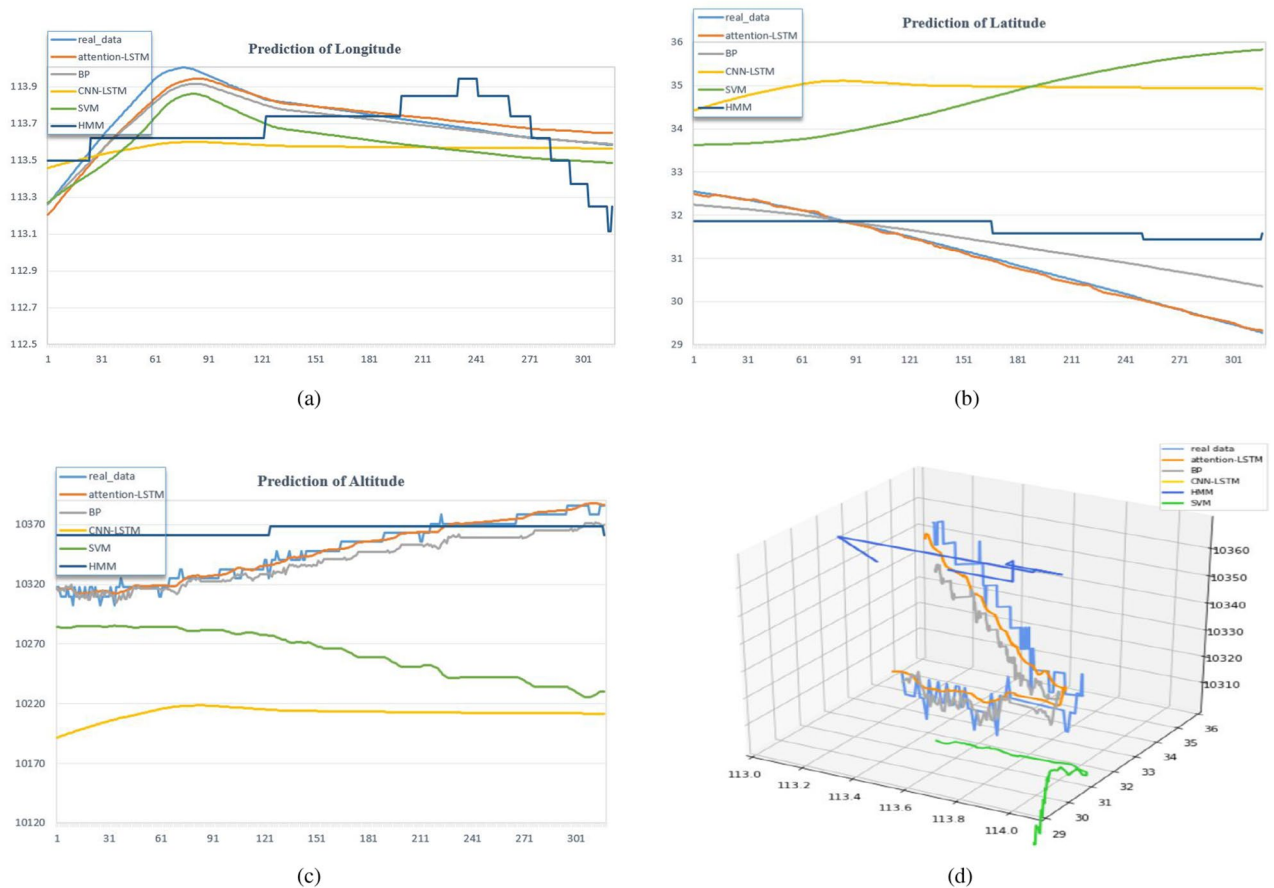 real_data
attention-LSTM
BP
CNN-LSTM
SVM
HMM
Prediction of Longitude
113.9
113.7
113.5
113.3
113.1
112.9
112.7
112.5
1 31 61 91 121 151 181 211 241 271 301
(a)
real_data
attention-LSTM
BP
CNN-LSTM
SVM
HMM
Prediction of Latitude
36
35
34
33
32
31
30
29
1 31 61 91 121 151 181 211 241 271 301
(b)
real_data
attention-LSTM
BP
CNN-LSTM
SVM
HMM
Prediction of Altitude
10370
10320
10270
10220
10170
10120
1 31 61 91 121 151 181 211 241 271 301
(c)
real data
attention-LSTM
BP
CNN-LSTM
HMM
SVM
10360
10350
10340
10330
10320
10310
36
35
34
33
32
31
30
29
113.0 113.2 113.4 113.6 113.8 114.0
(d)